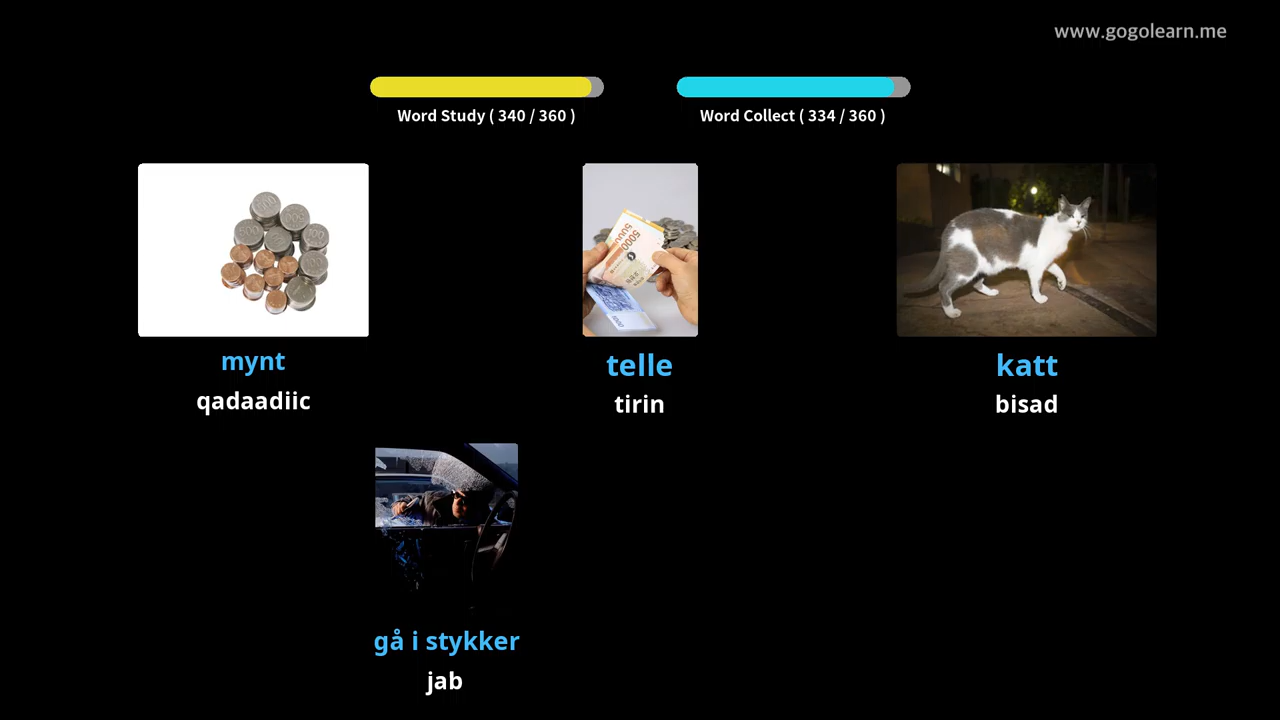 www.gogolearn.me
Word Study ( 340 / 360 )
Word Collect ( 334 / 360 )
mynt
telle
katt
qadaadiic
tirin
bisad
gå i stykker
jab